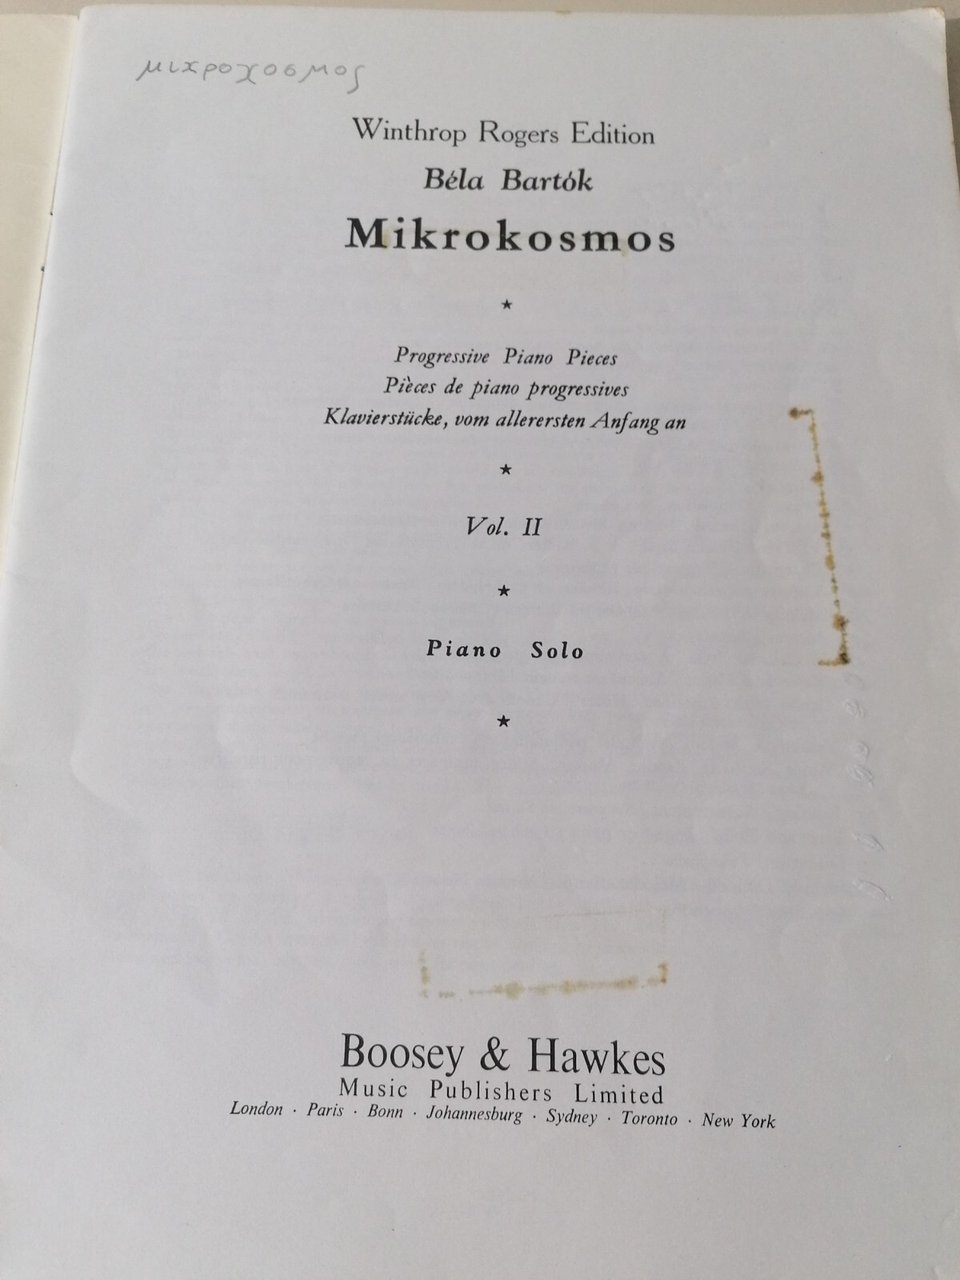 μικροκοσμος
Winthrop Rogers Edition
Béla Bartók
Mikrokosmos
★
Progressive Piano Pieces
Pièces de piano progressives
Klavierstücke, vom allerersten Anfang an
★
Vol. II
★
Piano Solo
★
Boosey & Hawkes
Music Publishers Limited
London · Paris · Bonn · Johannesburg · Sydney · Toronto · New York